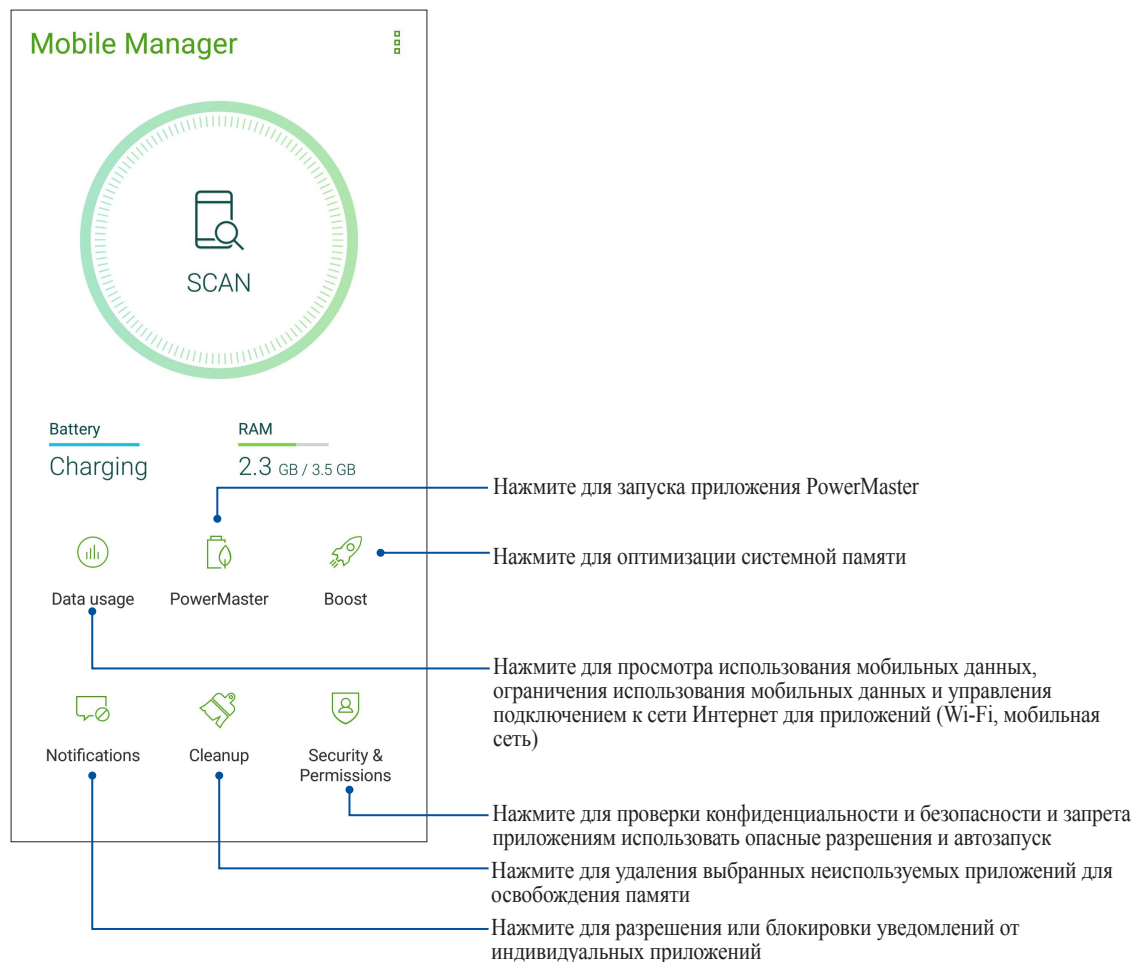 Mobile Manager
SCAN
Battery
RAM
Charging
2.3 GB / 3.5 GB
Нажмите для запуска приложения PowerMaster
Нажмите для оптимизации системной памяти
Data usage
PowerMaster
Boost
Нажмите для просмотра использования мобильных данных,
ограничения использования мобильных данных и управления
подключением к сети Интернет для приложений (Wi-Fi, мобильная
сеть)
Notifications
Cleanup
Security &
Permissions
Нажмите для проверки конфиденциальности и безопасности и запрета
приложениям использовать опасные разрешения и автозапуск
Нажмите для удаления выбранных неиспользуемых приложений для
освобождения памяти
Нажмите для разрешения или блокировки уведомлений от
индивидуальных приложений